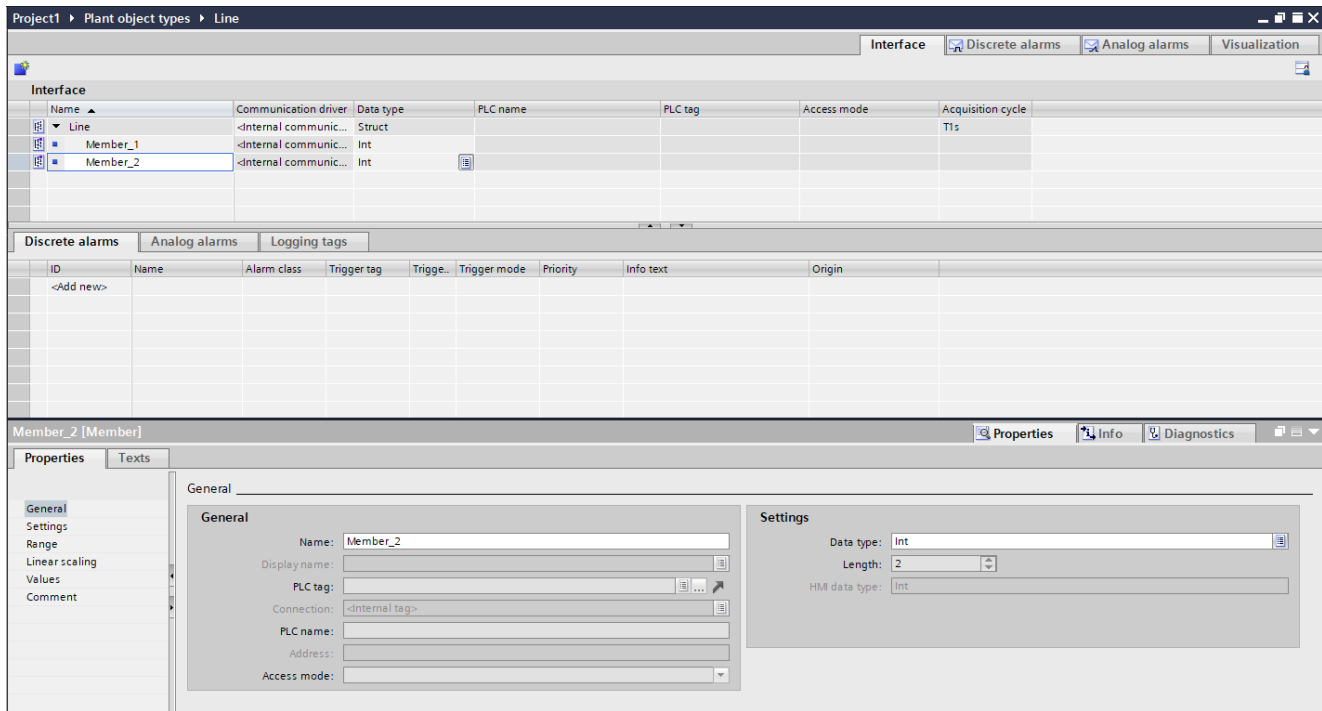 Project1 ▸ Plant object types ▸ Line
Interface Discrete alarms Analog alarms Visualization
Interface
Name Communication driver Data type PLC name PLC tag Access mode Acquisition cycle
Line <Internal communic... Struct T1s
Member_1 <Internal communic... Int
Member_2 <Internal communic... Int
Discrete alarms Analog alarms Logging tags
ID Name Alarm class Trigger tag Trigge.. Trigger mode Priority Info text Origin
<Add new>
Member_2 [Member] Properties Info Diagnostics
Properties Texts
General
General
Settings
Range
Linear scaling
Values
Comment
General
Name: Member_2
Display name:
PLC tag: ...
Connection: <Internal tag>
PLC name:
Address:
Access mode:
Settings
Data type: Int
Length: 2
HMI data type: Int